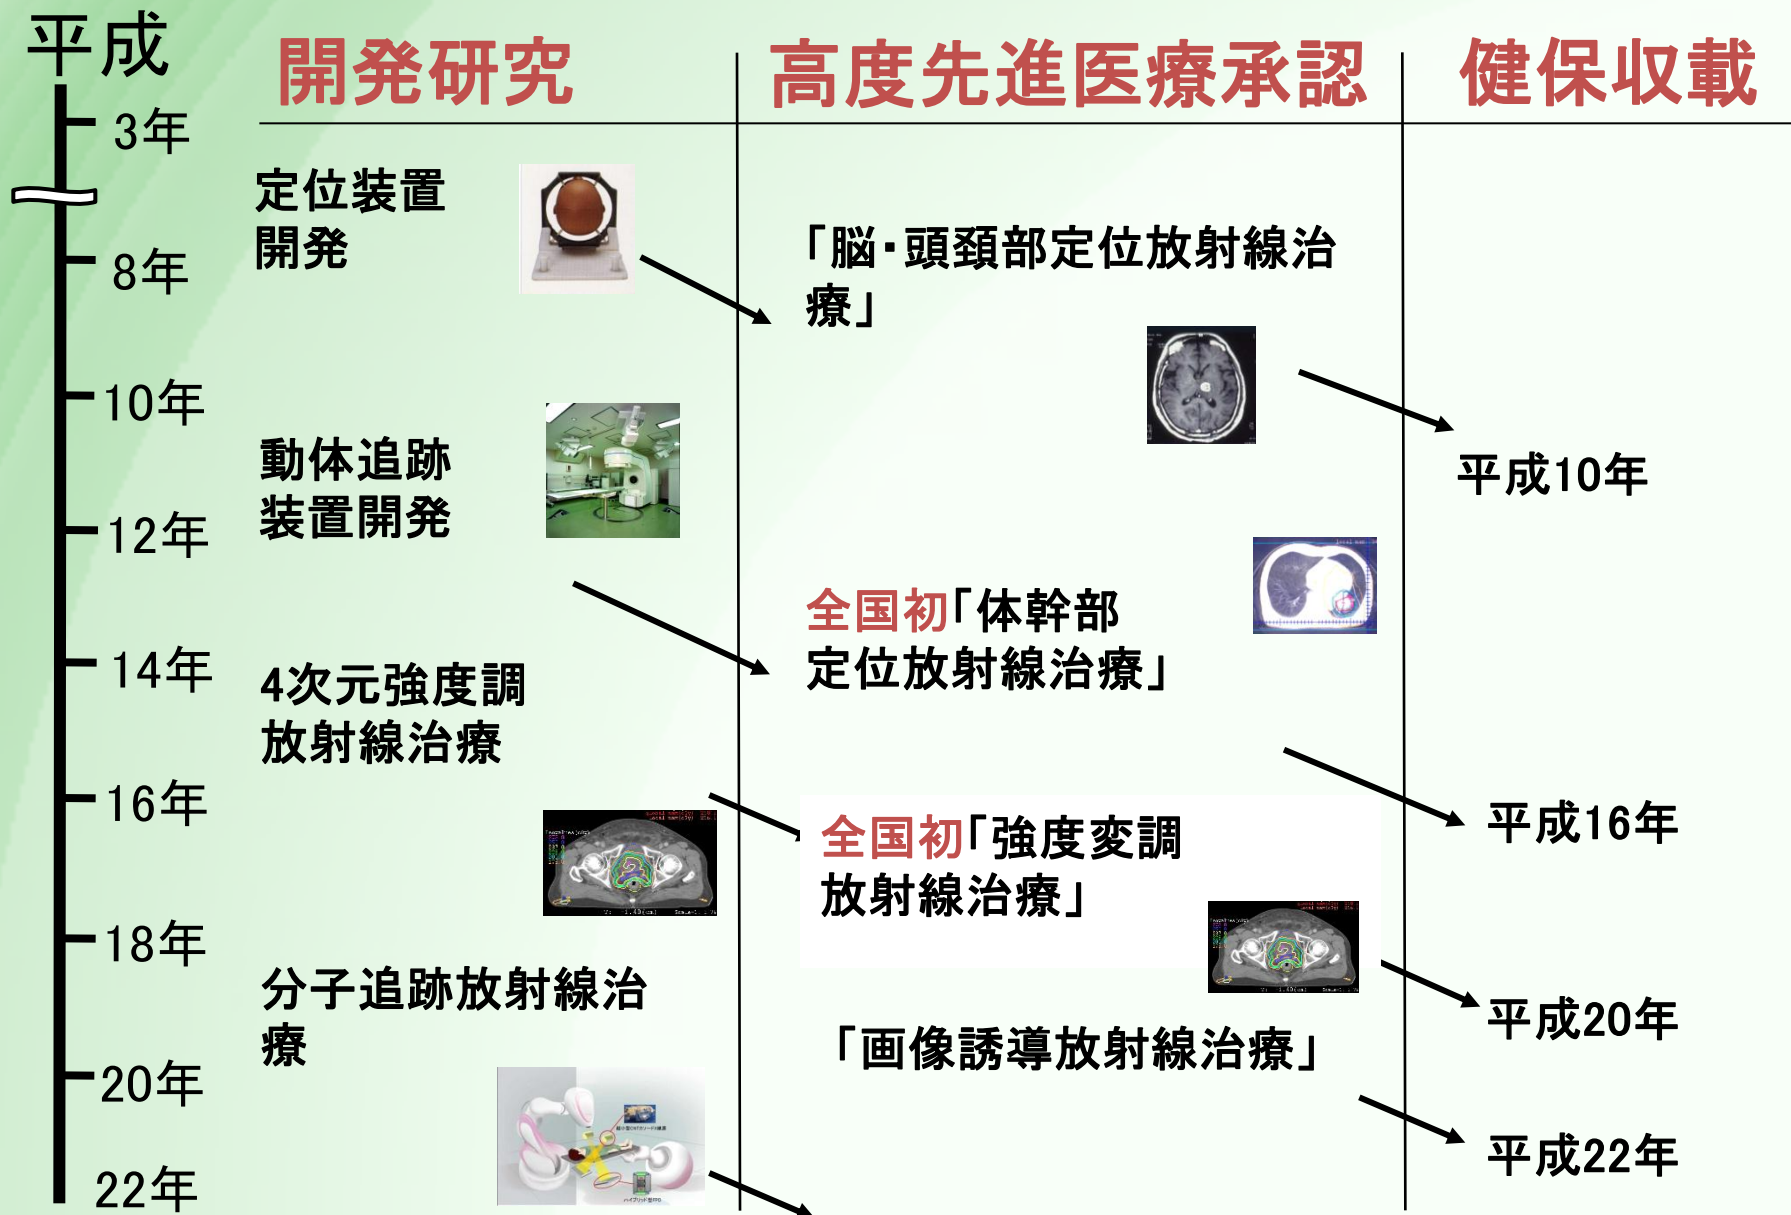 平成
開発研究
高度先進医療承認
健保収載
3年
8年
10年
12年
14年
16年
18年
20年
22年
定位装置
開発
「脳・頭頚部定位放射線治
療」
平成10年
動体追跡
装置開発
全国初「体幹部
定位放射線治療」
平成16年
4次元強度調
放射線治療
全国初「強度変調
放射線治療」
平成20年
分子追跡放射線治
療
「画像誘導放射線治療」
平成22年